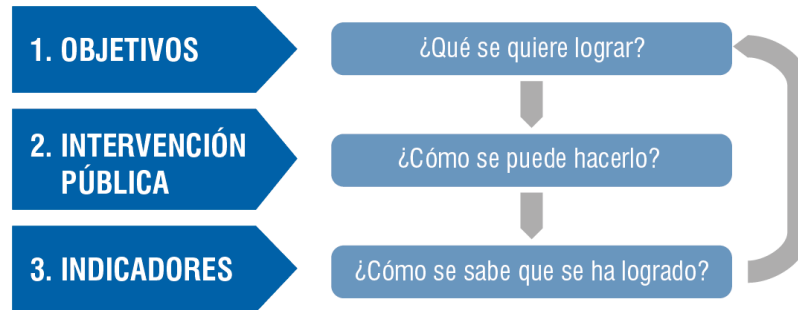 1. OBJETIVOS
¿Qué se quiere lograr?
2. INTERVENCIÓN
PÚBLICA
¿Cómo se puede hacerlo?
3. INDICADORES
¿Cómo se sabe que se ha logrado?